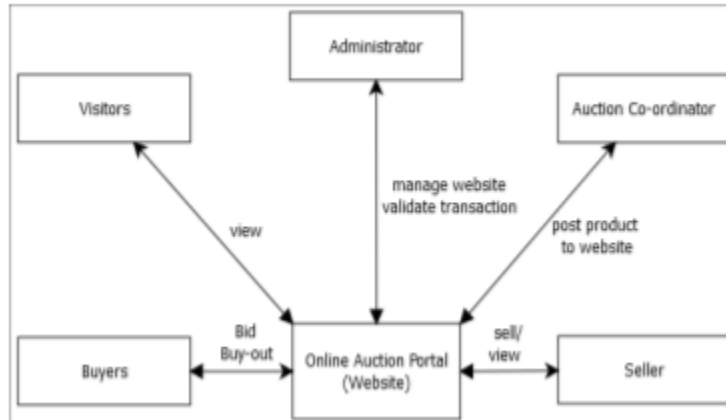 Administrator
Visitors
Auction Co-ordinator
manage website
validate transaction
view
post product
to website
Bid
Buy-out
sell/
view
Buyers
Online Auction Portal
(Website)
Seller